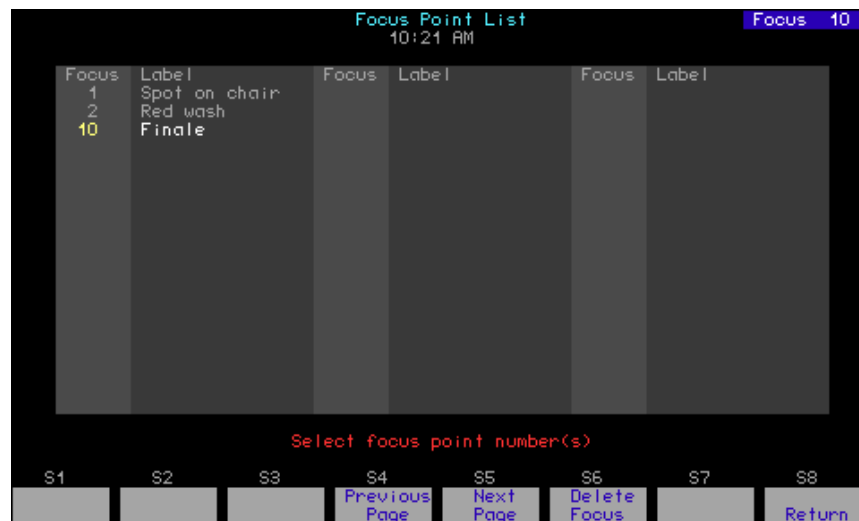 Focus Point List
Focus 10
10:21 AM
Focus Label Focus Label Focus Label
1 Spot on chair
2 Red wash
10 Finale
Select focus point number(s)
S1 S2 S3 S4 S5 S6 S7 S8
Previous Next Delete
Page Page Focus Return